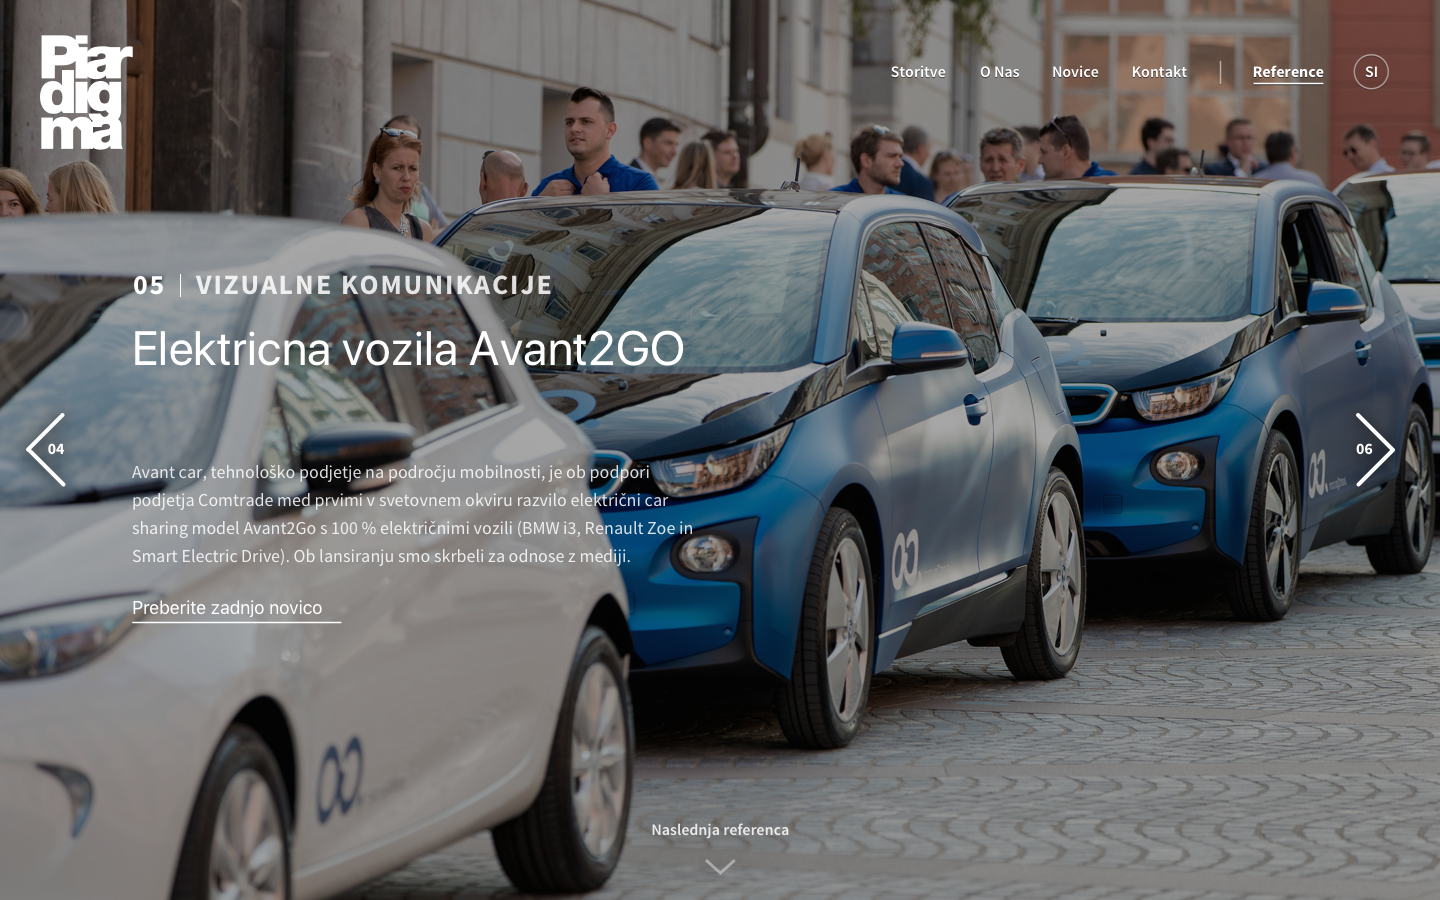 Piar
dig
ma
Storitve
O Nas
Novice
Kontakt
Reference
SI
05 | VIZUALNE KOMUNIKACIJE
Elektricna vozila Avant2GO
04
06
Avant car, tehnološko podjetje na področju mobilnosti, je ob podpori
podjetja Comtrade med prvimi v svetovnem okviru razvilo električni car
sharing model Avant2Go s 100 % električnimi vozili (BMW i3, Renault Zoe in
Smart Electric Drive). Ob lansiranju smo skrbeli za odnose z mediji.
Preberite zadnjo novico
Naslednja referenca